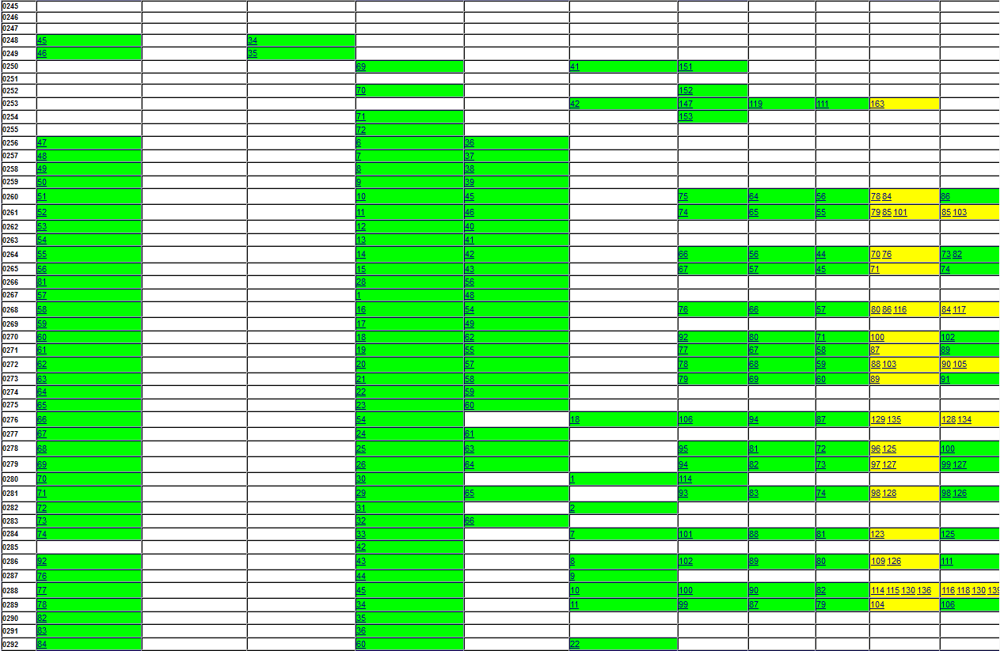 0245
0246
0247
0248 45 34
0249 46 35
0250 69 41 151
0251
0252 70 152
0253 42 147 119 111 163
0254 71 153
0255 72
0256 47 6 36
0257 48 7 37
0258 49 8 38
0259 50 9 39
0260 51 10 45 75 64 56 78 84 86
0261 52 11 46 74 65 55 79 85 101 85 103
0262 53 12 40
0263 54 13 41
0264 55 14 42 66 56 44 70 76 73 82
0265 56 15 43 67 57 45 71 74
0266 81 28 56
0267 57 1 48
0268 58 16 54 76 66 57 80 86 116 84 117
0269 59 17 49
0270 60 18 62 92 80 71 100 102
0271 61 19 55 77 67 58 87 89
0272 62 20 57 78 68 59 88 103 90 105
0273 63 21 58 79 69 60 89 91
0274 64 22 59
0275 65 23 60
0276 66 54 18 106 94 87 129 135 128 134
0277 67 24 61
0278 68 25 63 95 81 72 96 125 100
0279 69 26 64 94 82 73 97 127 99 127
0280 70 30 1 114
0281 71 29 65 93 83 74 98 128 98 126
0282 72 31 2
0283 73 32 66
0284 74 33 7 101 88 81 123 125
0285 42
0286 92 43 8 102 89 80 109 126 111
0287 76 44 9
0288 77 45 10 100 90 82 114 115 130 136 116 118 130 139
0289 78 34 11 99 87 79 104 106
0290 82 35
0291 83 36
0292 84 60 22